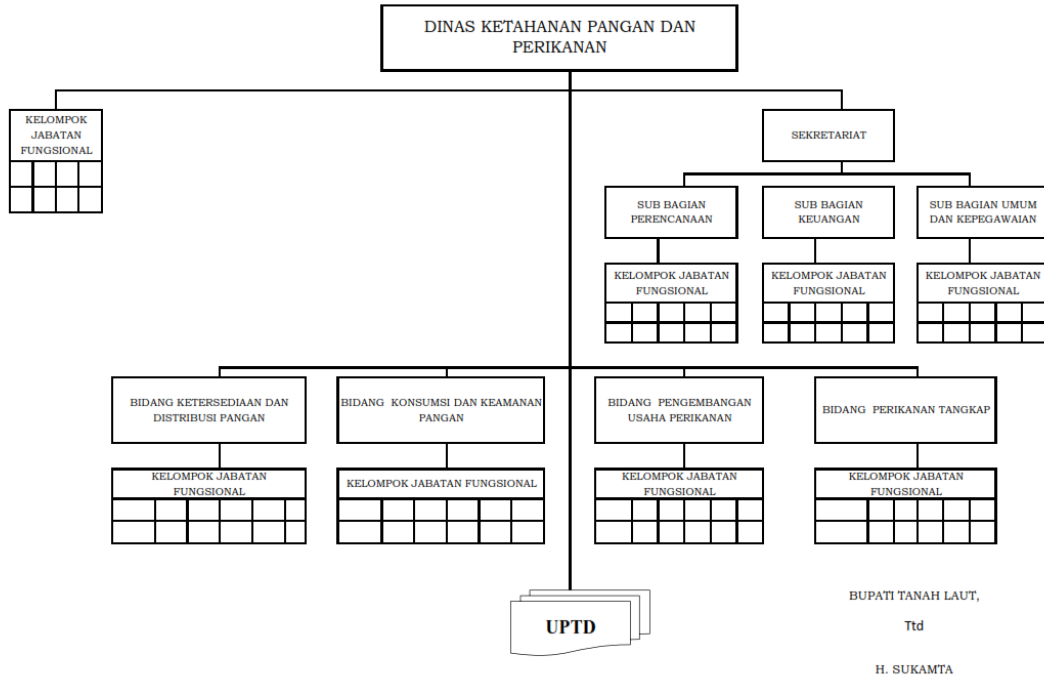 DINAS KETAHANAN PANGAN DAN
PERIKANAN
KELOMPOK
JABATAN
FUNGSIONAL
SEKRETARIAT
SUB BAGIAN
PERENCANAAN
SUB BAGIAN
KEUANGAN
SUB BAGIAN UMUM
DAN KEPEGAWAIAN
KELOMPOK JABATAN
FUNGSIONAL
KELOMPOK JABATAN
FUNGSIONAL
KELOMPOK JABATAN
FUNGSIONAL
BIDANG KETERSEDIAAN DAN
DISTRIBUSI PANGAN
BIDANG KONSUMSI DAN KEAMANAN
PANGAN
BIDANG PENGEMBANGAN
USAHA PERIKANAN
BIDANG PERIKANAN TANGKAP
KELOMPOK JABATAN
FUNGSIONAL
KELOMPOK JABATAN FUNGSIONAL
KELOMPOK JABATAN
FUNGSIONAL
KELOMPOK JABATAN
FUNGSIONAL
UPTD
BUPATI TANAH LAUT,
Ttd
H. SUKAMTA